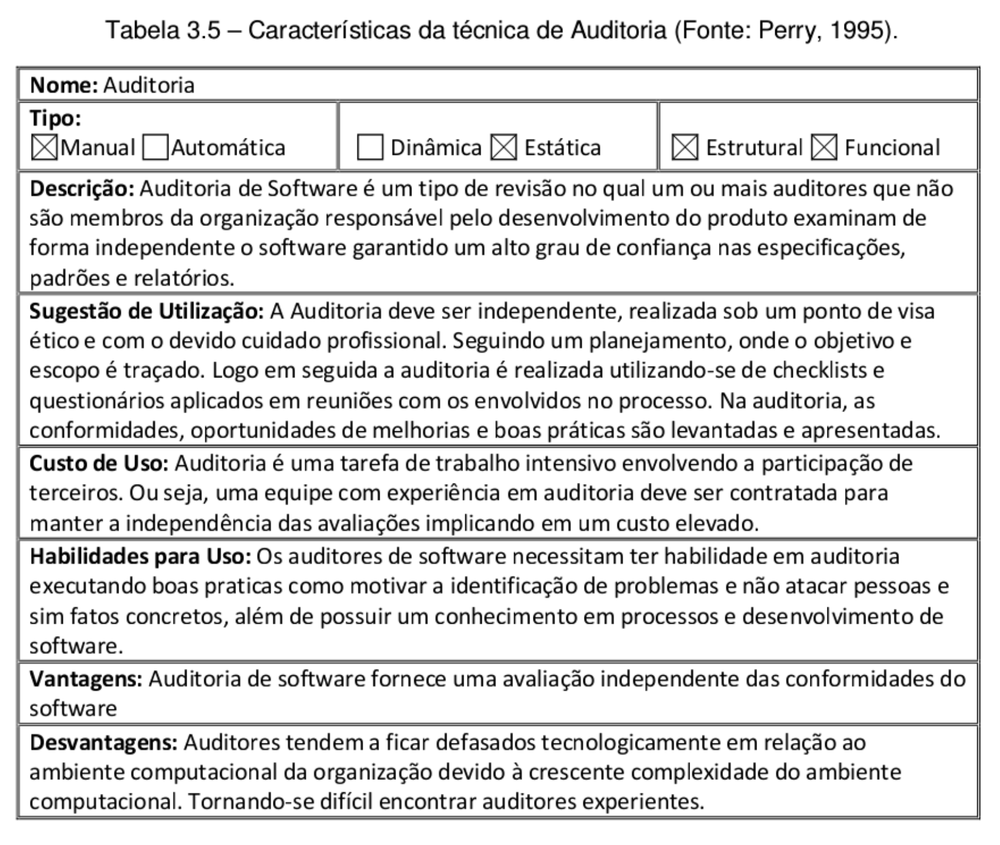 Tabela 3.5 – Características da técnica de Auditoria (Fonte: Perry, 1995).
Nome: Auditoria
Tipo:
☒Manual ☐Automática ☐ Dinâmica ☒ Estática ☒ Estrutural ☒ Funcional
Descrição: Auditoria de Software é um tipo de revisão no qual um ou mais auditores que não
são membros da organização responsável pelo desenvolvimento do produto examinam de
forma independente o software garantido um alto grau de confiança nas especificações,
padrões e relatórios.
Sugestão de Utilização: A Auditoria deve ser independente, realizada sob um ponto de visa
ético e com o devido cuidado profissional. Seguindo um planejamento, onde o objetivo e
escopo é traçado. Logo em seguida a auditoria é realizada utilizando-se de checklists e
questionários aplicados em reuniões com os envolvidos no processo. Na auditoria, as
conformidades, oportunidades de melhorias e boas práticas são levantadas e apresentadas.
Custo de Uso: Auditoria é uma tarefa de trabalho intensivo envolvendo a participação de
terceiros. Ou seja, uma equipe com experiência em auditoria deve ser contratada para
manter a independência das avaliações implicando em um custo elevado.
Habilidades para Uso: Os auditores de software necessitam ter habilidade em auditoria
executando boas praticas como motivar a identificação de problemas e não atacar pessoas e
sim fatos concretos, além de possuir um conhecimento em processos e desenvolvimento de
software.
Vantagens: Auditoria de software fornece uma avaliação independente das conformidades do
software
Desvantagens: Auditores tendem a ficar defasados tecnologicamente em relação ao
ambiente computacional da organização devido à crescente complexidade do ambiente
computacional. Tornando-se difícil encontrar auditores experientes.